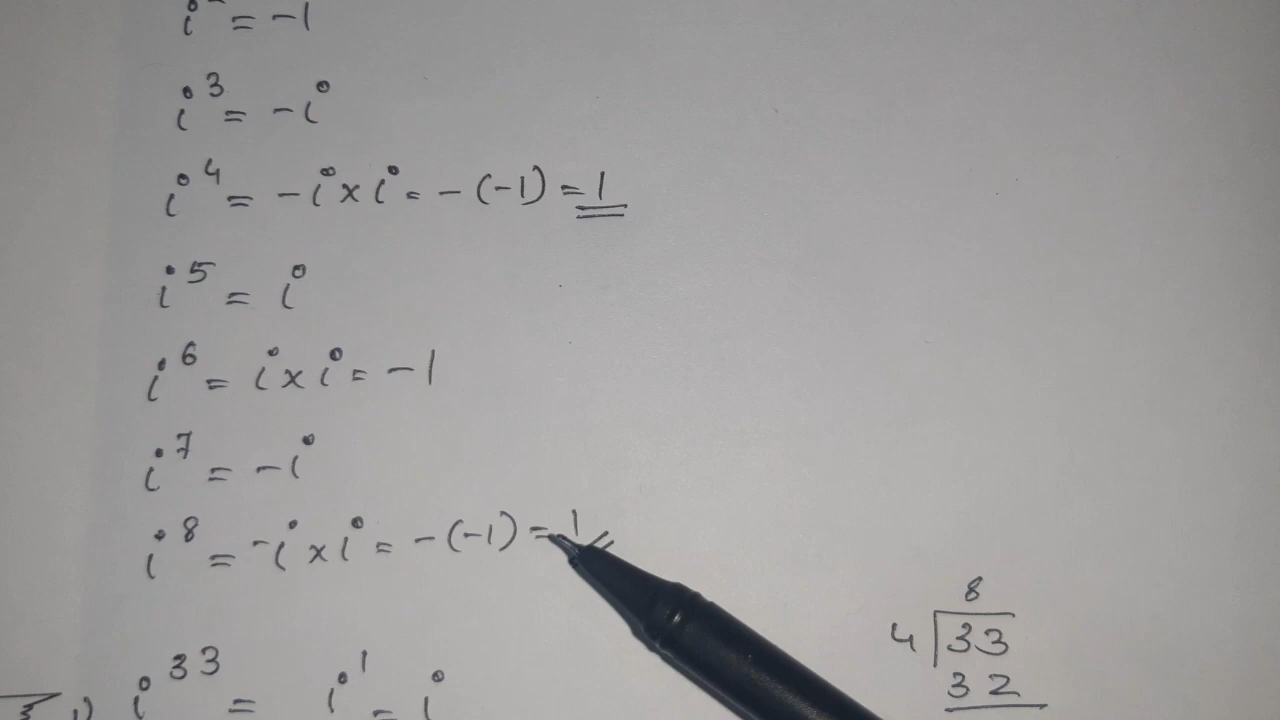 i² = -1
i³ = -i
i⁴ = -i×i = -(-1) = 1
i⁵ = i
i⁶ = i×i = -1
i⁷ = -i
i⁸ = -i×i = -(-1) = 1
i³³ = i¹ = i
8
4 33
32